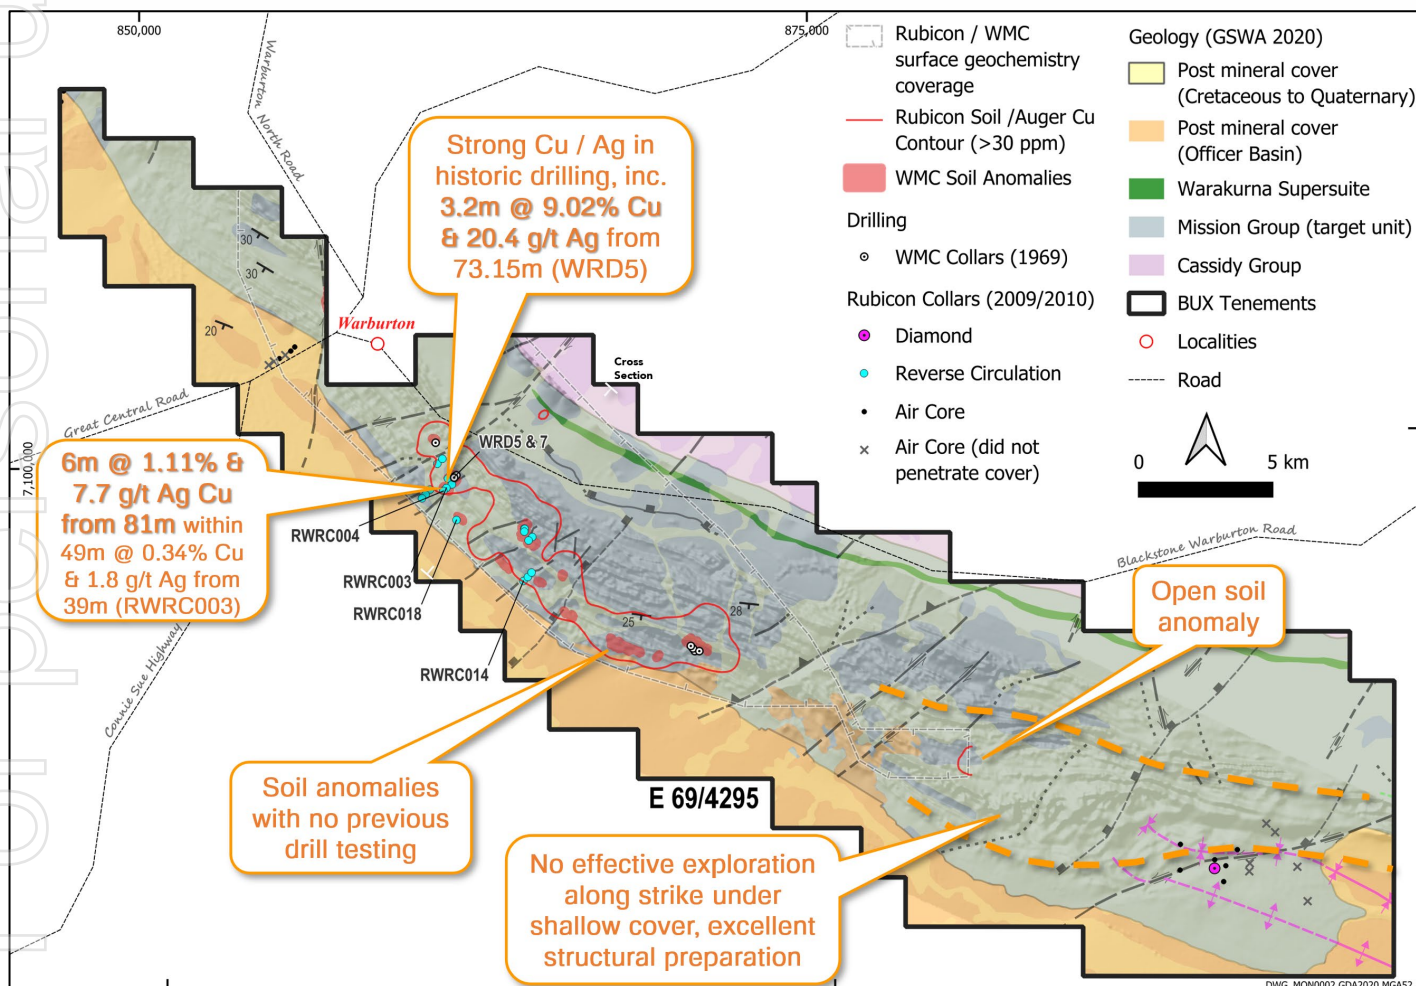 850,000
875,000
Warburton North Road
Strong Cu / Ag in
historic drilling, inc.
3.2m @ 9.02% Cu
& 20.4 g/t Ag from
73.15m (WRD5)
Rubicon / WMC
surface geochemistry
coverage
Rubicon Soil /Auger Cu
Contour (>30 ppm)
WMC Soil Anomalies
Drilling
WMC Collars (1969)
Rubicon Collars (2009/2010)
Diamond
Reverse Circulation
Air Core
Air Core (did not
penetrate cover)
Geology (GSWA 2020)
Post mineral cover
(Cretaceous to Quaternary)
Post mineral cover
(Officer Basin)
Warakurna Supersuite
Mission Group (target unit)
Cassidy Group
BUX Tenements
Localities
Road
0
5 km
30
30
20
Warburton
Cross
Section
Great Central Road
7,100,000
WRD5 & 7
6m @ 1.11% &
7.7 g/t Ag Cu
from 81m within
49m @ 0.34% Cu
& 1.8 g/t Ag from
39m (RWRC003)
RWRC004
RWRC003
RWRC018
RWRC014
25
28
Blackstone Warburton Road
Open soil
anomaly
Connie Sue Highway
Soil anomalies
with no previous
drill testing
E 69/4295
No effective exploration
along strike under
shallow cover, excellent
structural preparation
DWG_MON0002 GDA2020 MGA52